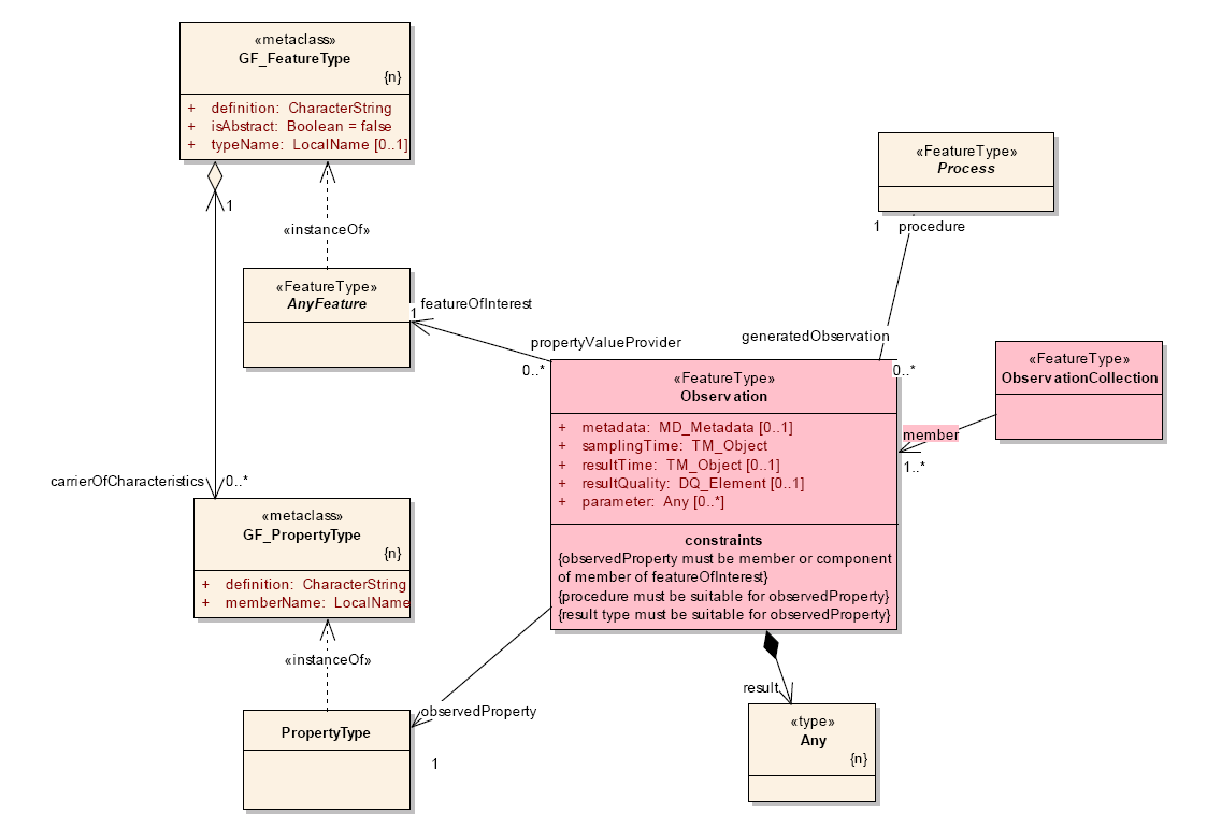 «metaclass»
GF_FeatureType
{n}
+ definition: CharacterString
+ isAbstract: Boolean = false
+ typeName: LocalName [0..1]
1
«instanceOf»
«FeatureType»
AnyFeature
featureOfInterest
1
propertyValueProvider
0..*
«FeatureType»
Process
1 procedure
generatedObservation
0..*
«FeatureType»
ObservationCollection
member
1..*
«FeatureType»
Observation
+ metadata: MD_Metadata [0..1]
+ samplingTime: TM_Object
+ resultTime: TM_Object [0..1]
+ resultQuality: DQ_Element [0..1]
+ parameter: Any [0..*]
constraints
{observedProperty must be member or component
of member of featureOfInterest}
{procedure must be suitable for observedProperty}
{result type must be suitable for observedProperty}
carrierOfCharacteristics 0..*
«metaclass»
GF_PropertyType
{n}
+ definition: CharacterString
+ memberName: LocalName
«instanceOf»
PropertyType
observedProperty
1
result
«type»
Any
{n}